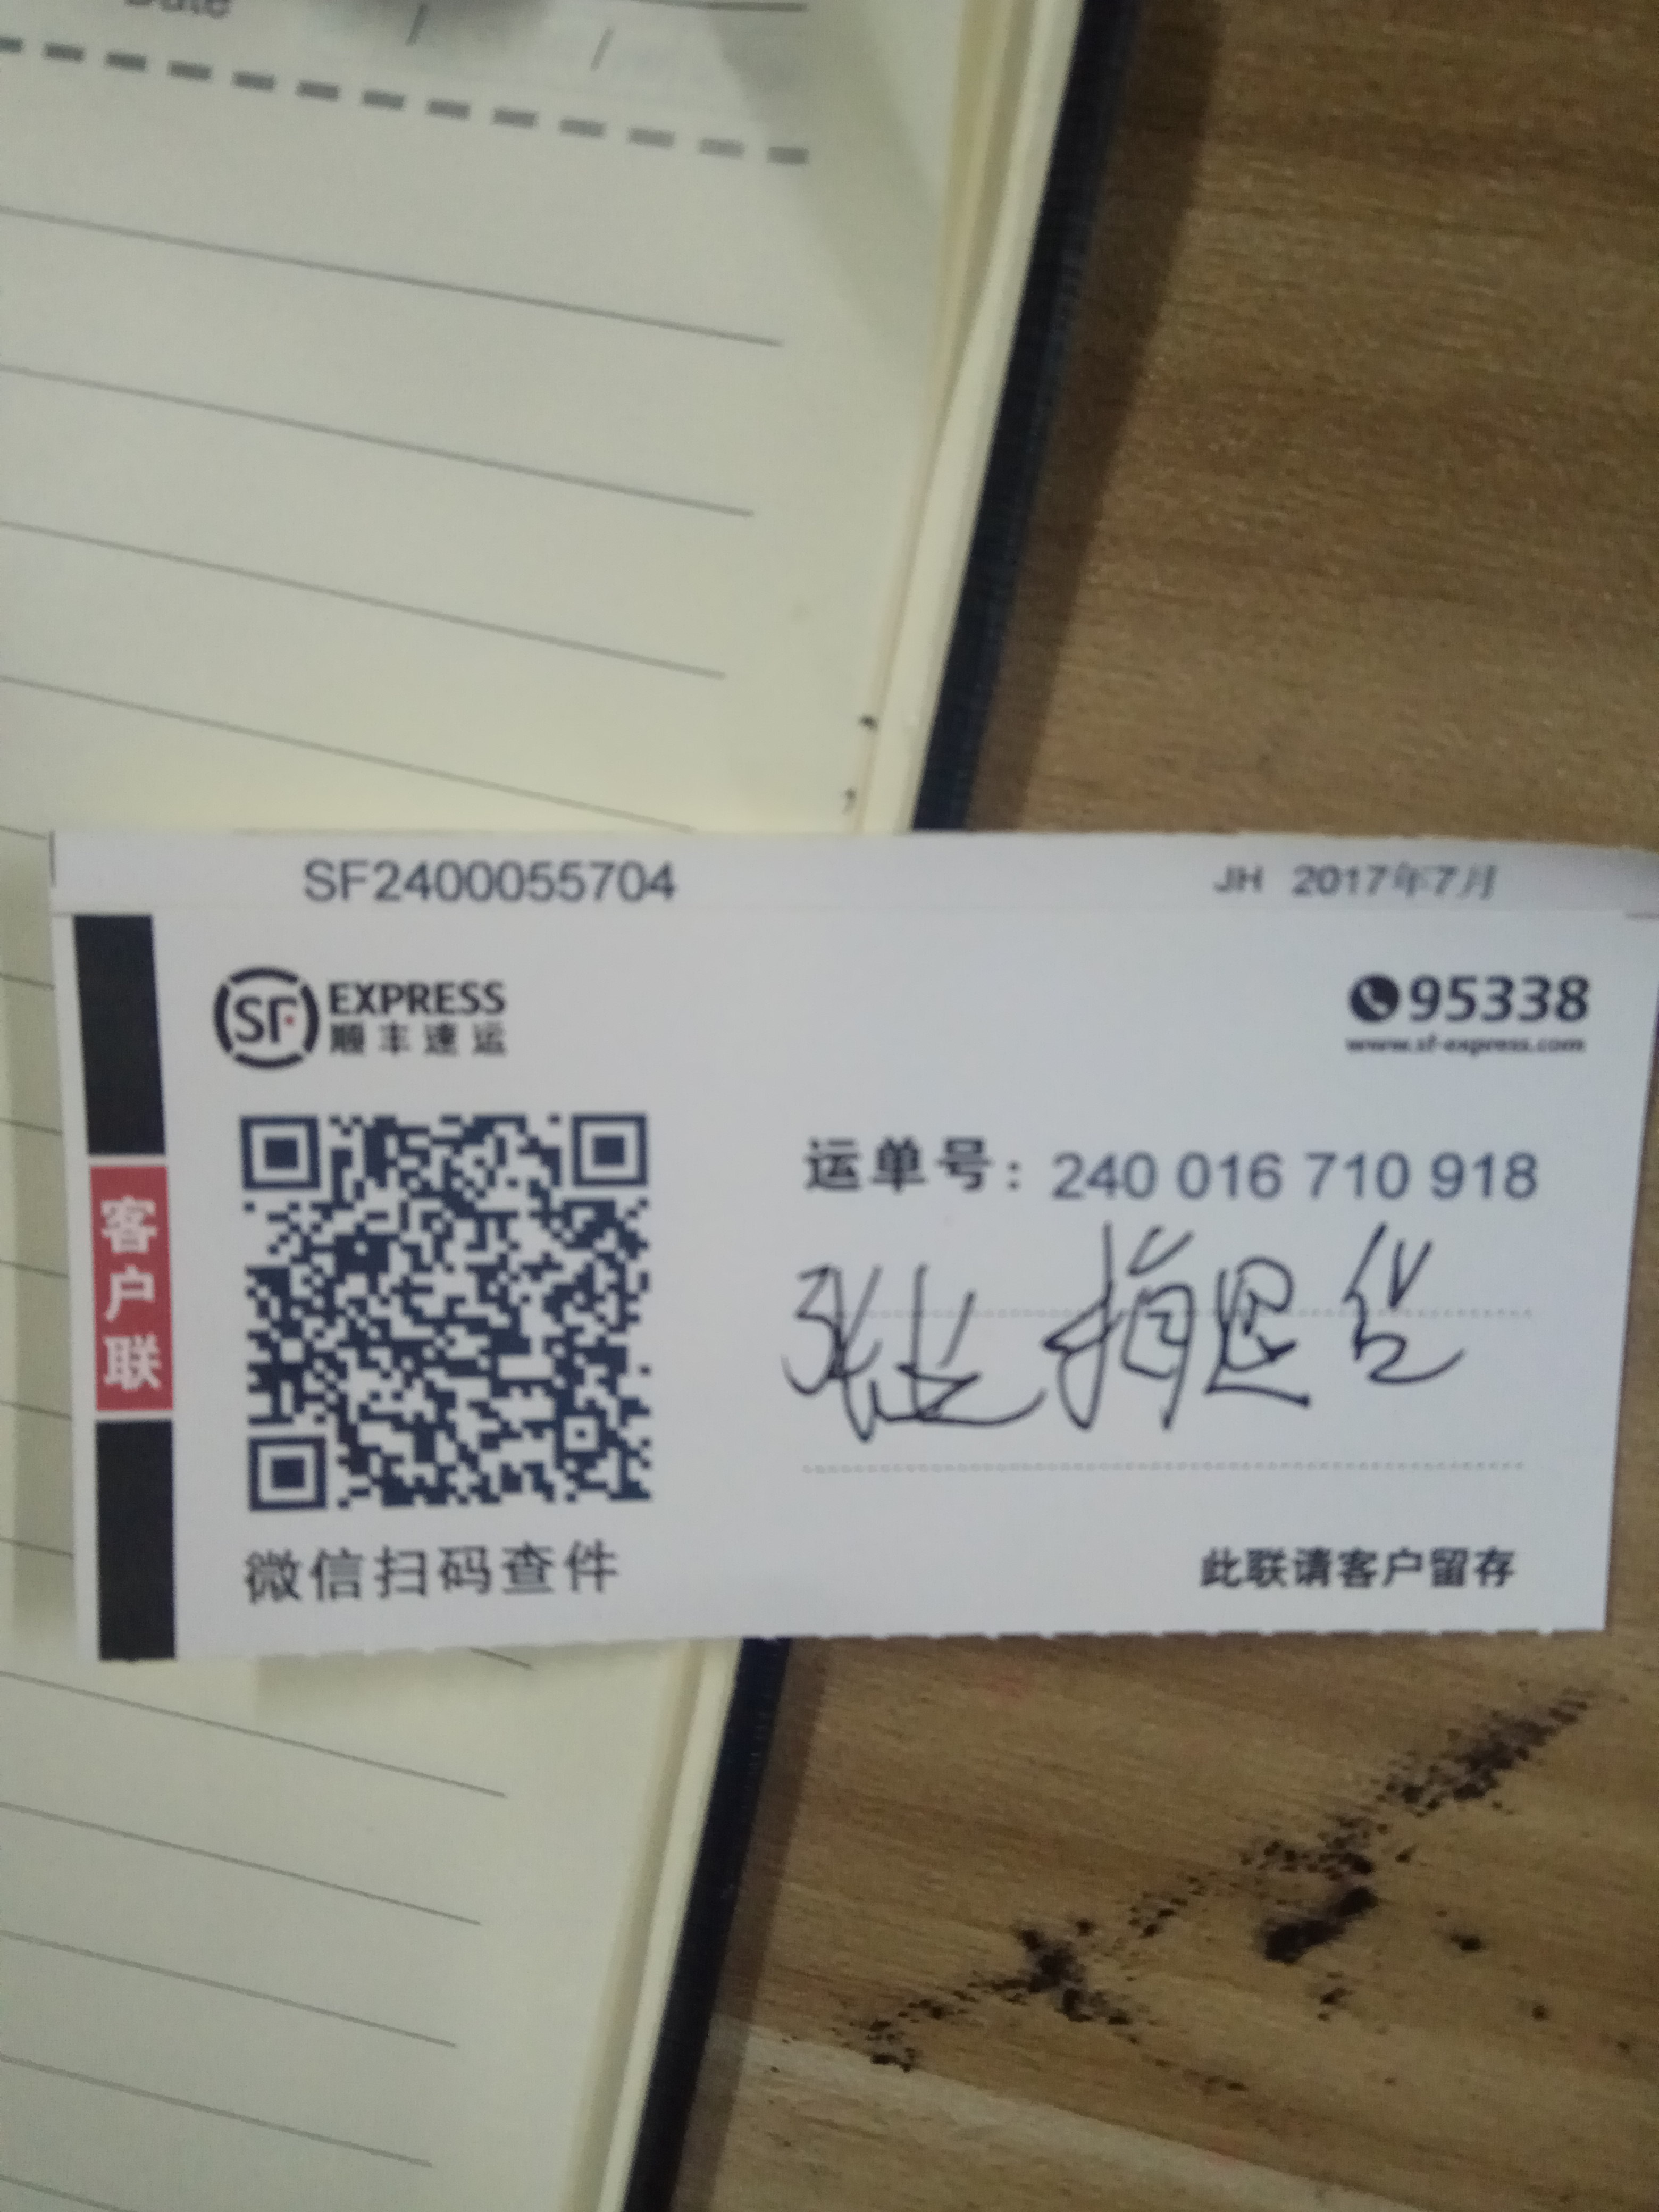 Date / /
SF2400055704 JH 2017年7月
SF EXPRESS
顺丰速运
95338
www.sf-express.com
运单号: 240 016 710 918
客户联
微信扫码查件
此联请客户留存